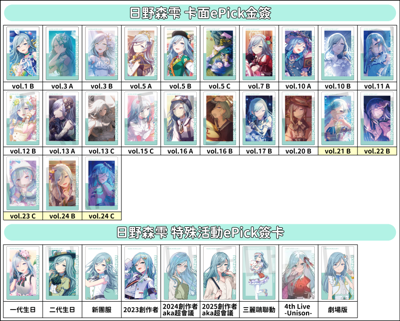 日野森雫 卡面ePick金簽
vol.1 B vol.3 A vol.3 B vol.5 A vol.5 B vol.5 C vol.7 B vol.10 A vol.10 B vol.11 A
vol.12 B vol.13 A vol.13 C vol.15 C vol.16 A vol.16 B vol.17 B vol.20 B vol.21 B vol.22 B
vol.23 C vol.24 B vol.24 C
日野森雫 特殊活動ePick簽卡
一代生日 二代生日 新團服 2023創作者 2024創作者 2025創作者 三麗鷗聯動 4th Live 劇場版
aka超會議 aka超會議 -Unison-